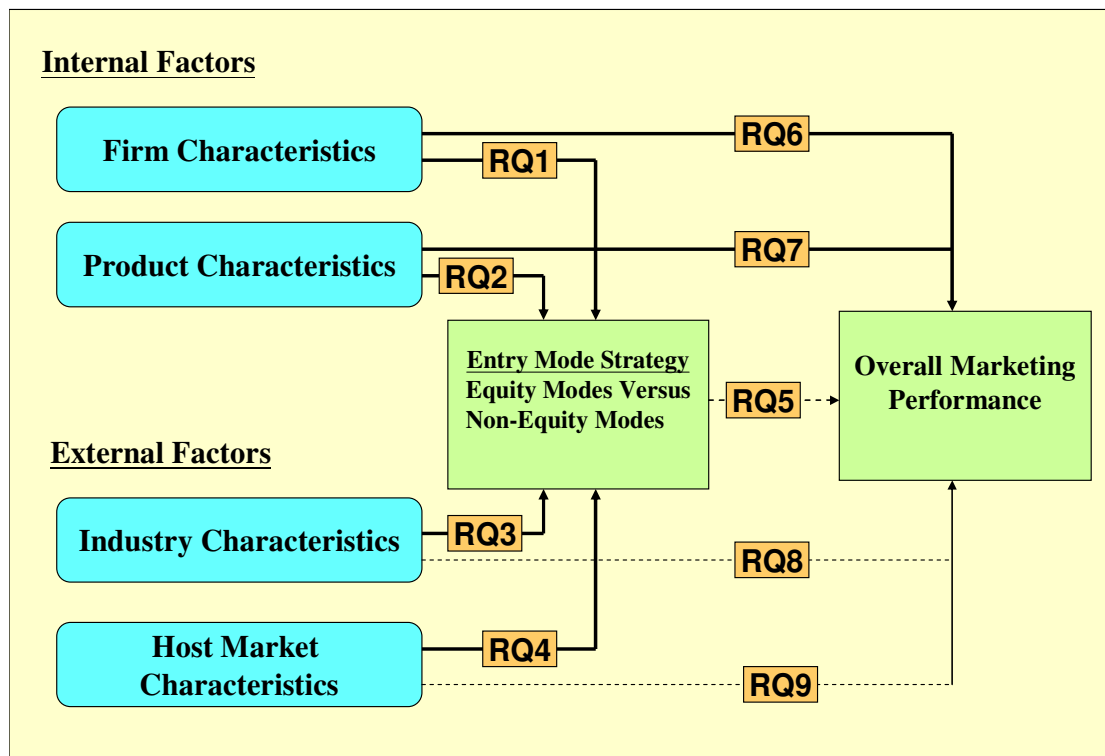 Internal Factors
Firm Characteristics
RQ6
RQ1
Product Characteristics
RQ7
RQ2
Entry Mode Strategy
Equity Modes Versus
Non-Equity Modes
RQ5
Overall Marketing
Performance
External Factors
Industry Characteristics
RQ3
RQ8
Host Market
Characteristics
RQ4
RQ9